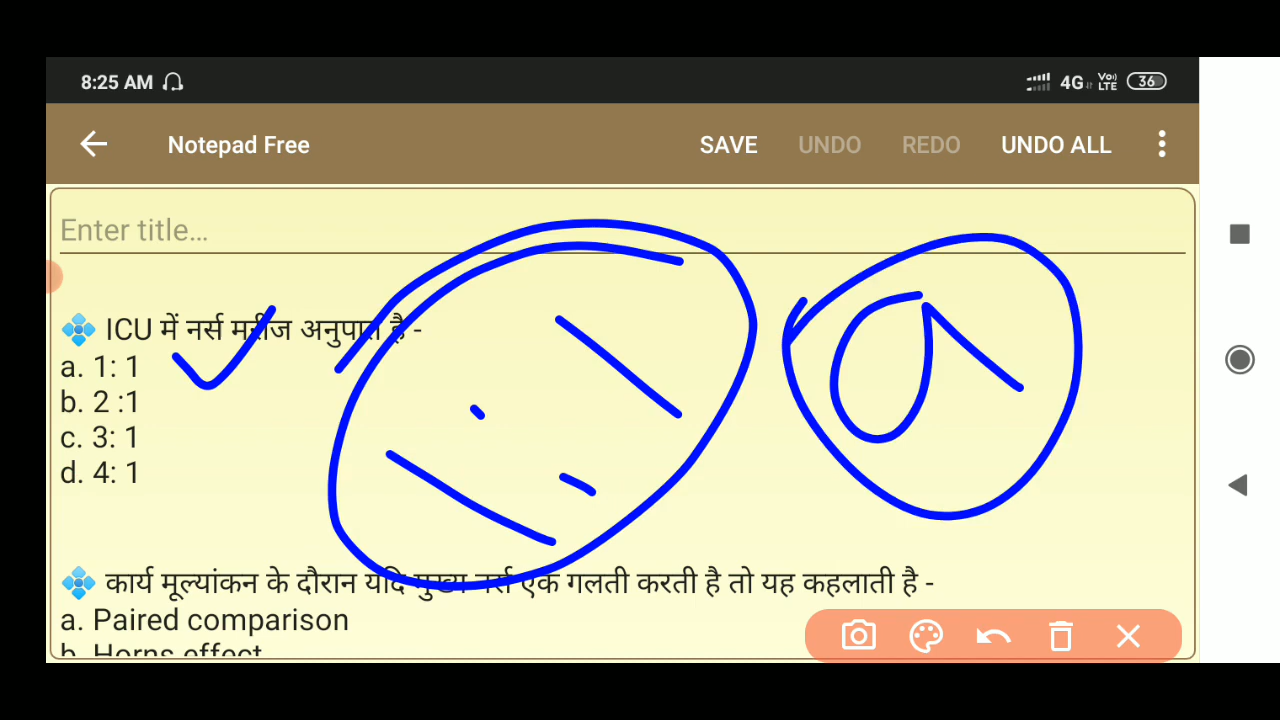 8:25 AM 4G Vo) LTE 36
Notepad Free SAVE UNDO REDO UNDO ALL
Enter title...
ICU में नर्स मरीज अनुपात है -
a. 1: 1
b. 2 :1
c. 3: 1
d. 4: 1
कार्य मूल्यांकन के दौरान यदि मुख्य नर्स एक गलती करती है तो यह कहलाती है -
a. Paired comparison
b. Horns effect